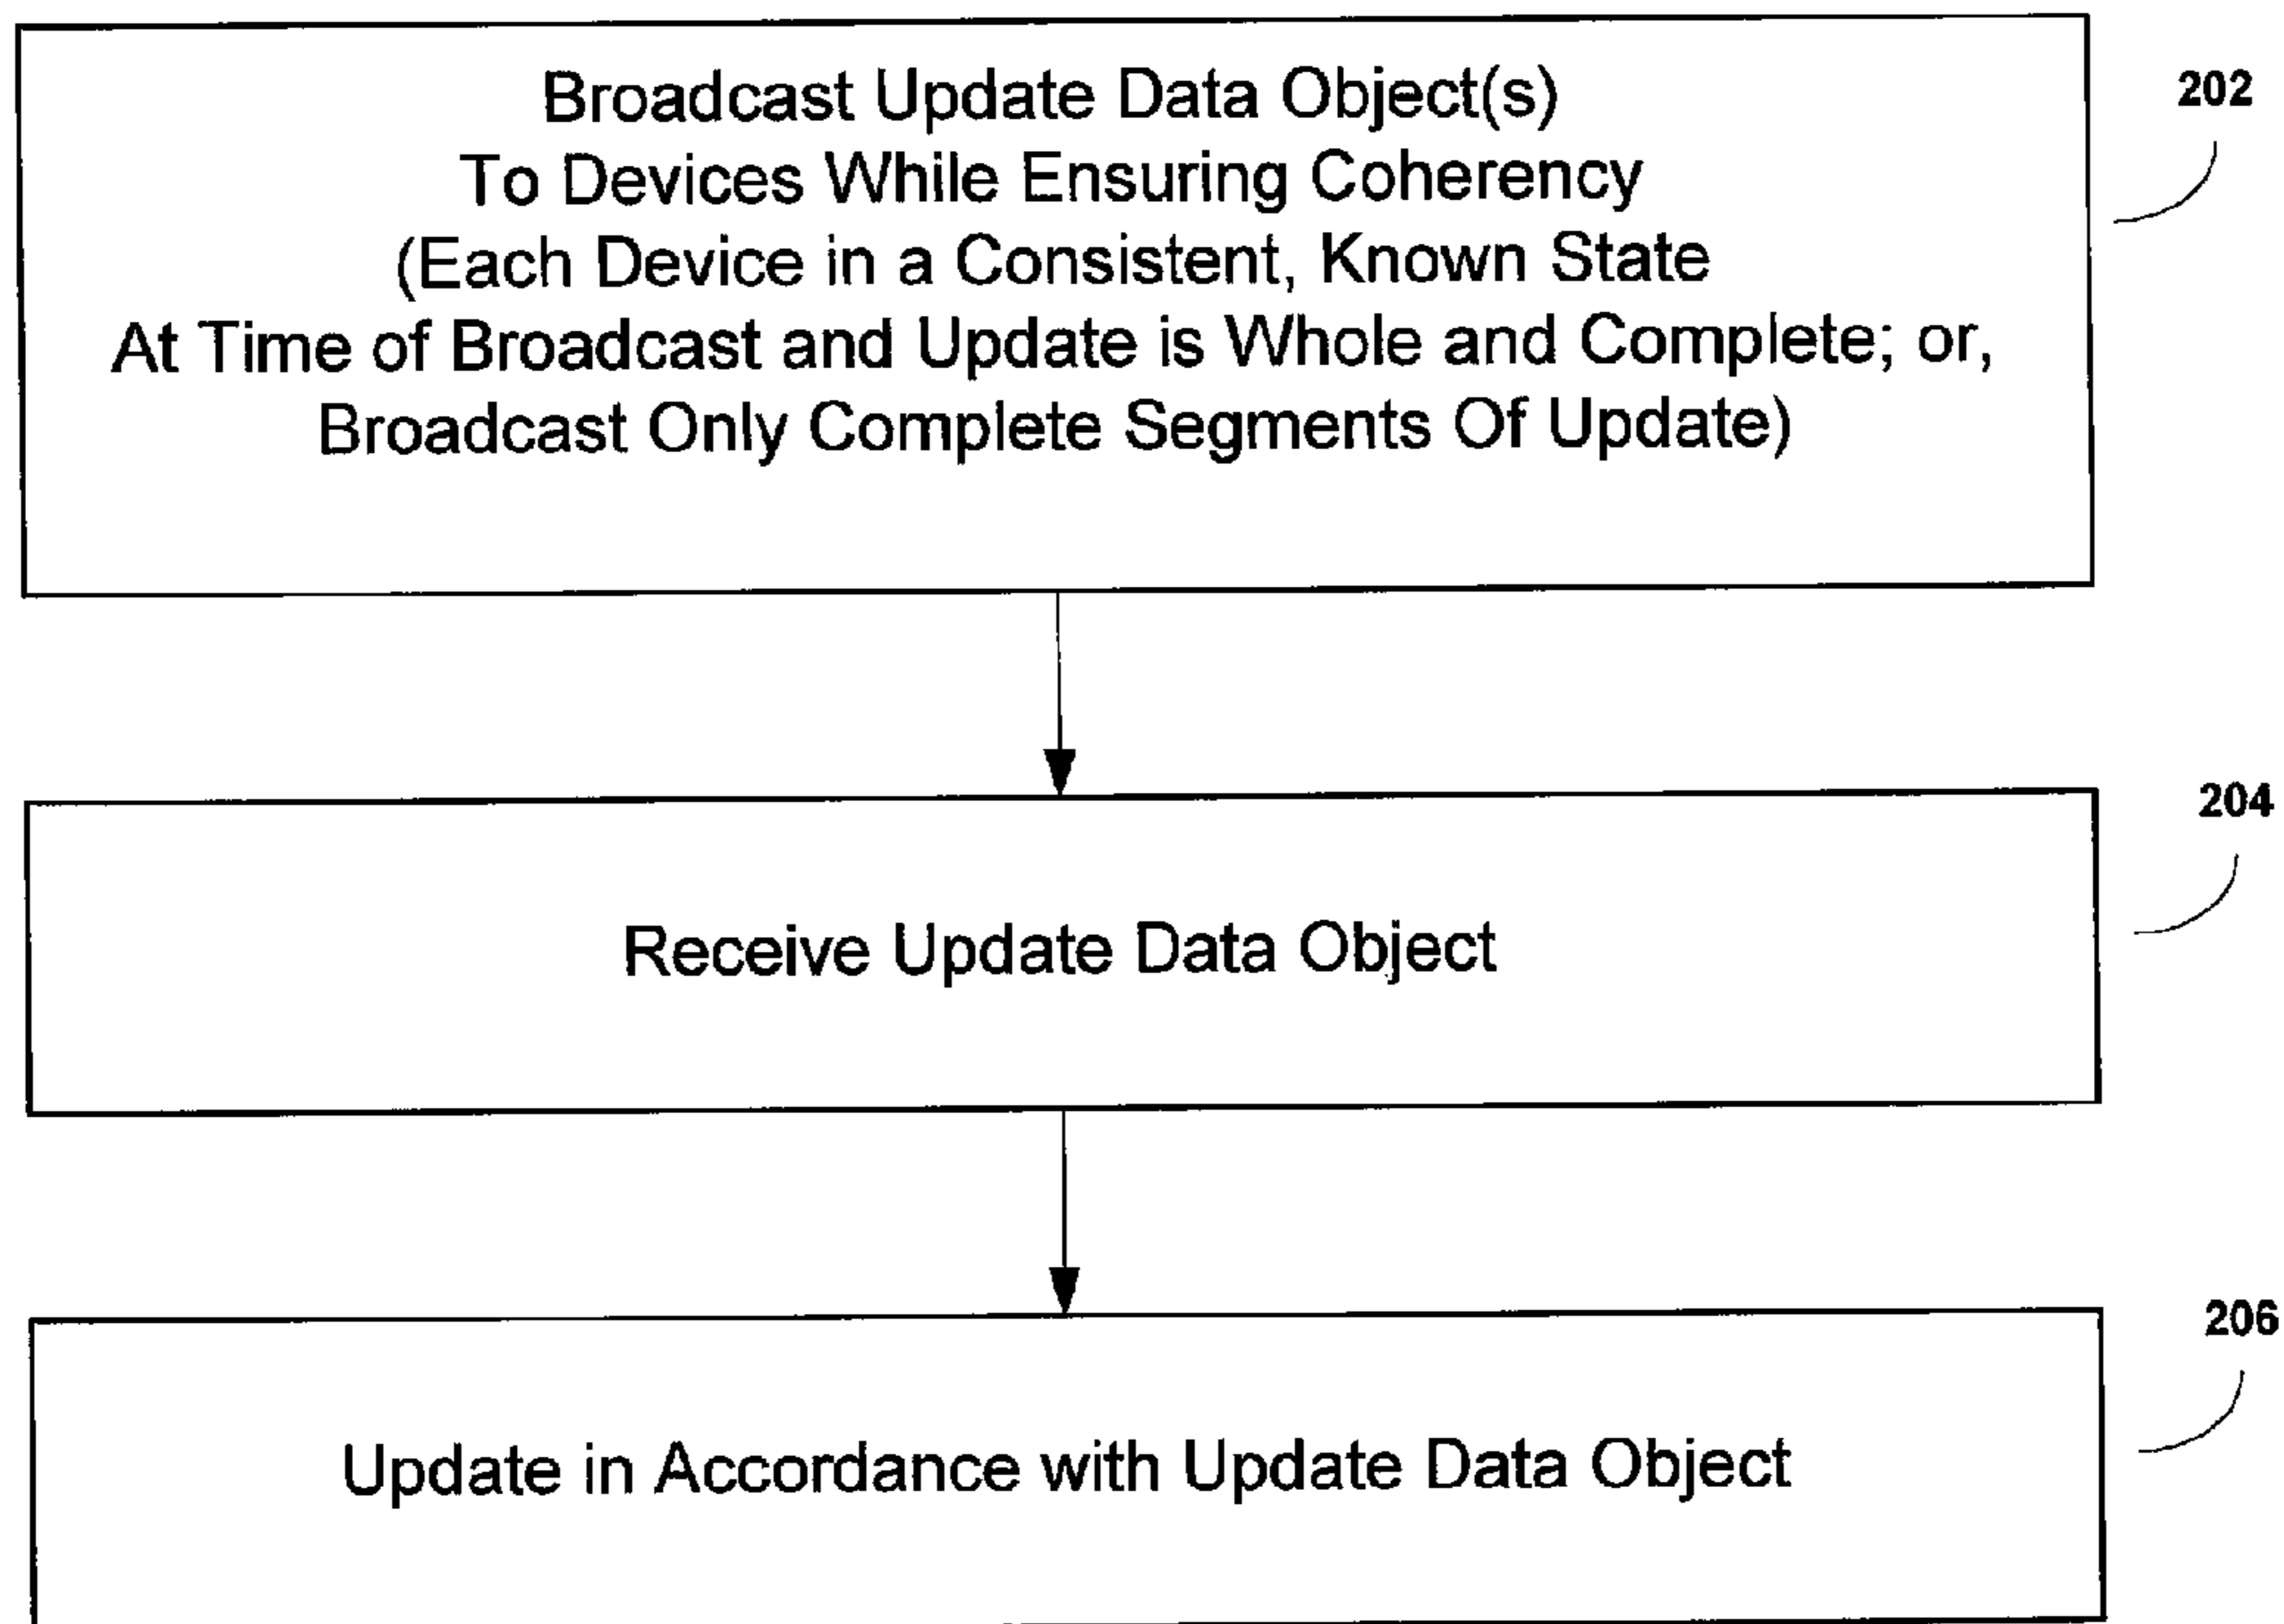 Broadcast Update Data Object(s)
To Devices While Ensuring Coherency
(Each Device in a Consistent, Known State
At Time of Broadcast and Update is Whole and Complete; or,
Broadcast Only Complete Segments Of Update)
202
Receive Update Data Object
204
Update in Accordance with Update Data Object
206